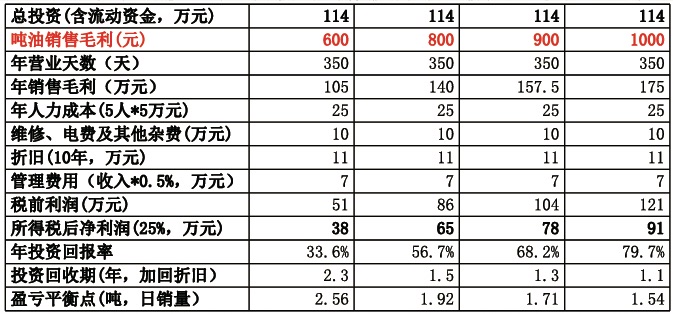 总投资(含流动资金，万元) 114 114 114 114
吨油销售毛利(元) 600 800 900 1000
年营业天数（天） 350 350 350 350
年销售毛利（万元） 105 140 157.5 175
年人力成本(5人*5万元) 25 25 25 25
维修、电费及其他杂费(万元) 10 10 10 10
折旧(10年，万元) 11 11 11 11
管理费用（收入*0.5%，万元） 7 7 7 7
税前利润(万元) 51 86 104 121
所得税后净利润(25%，万元) 38 65 78 91
年投资回报率 33.6% 56.7% 68.2% 79.7%
投资回收期(年，加回折旧) 2.3 1.5 1.3 1.1
盈亏平衡点(吨，日销量) 2.56 1.92 1.71 1.54